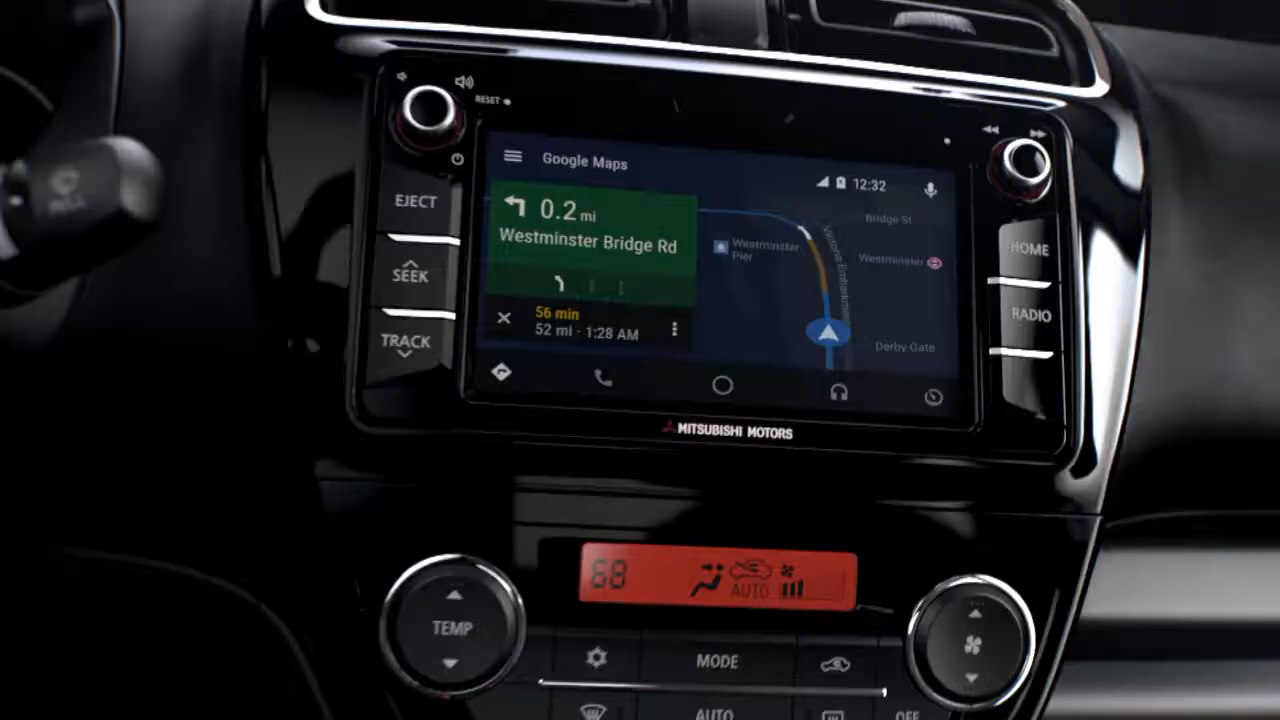 RESET
EJECT
SEEK
TRACK
Google Maps
12:32
0.2 mi
Westminster Bridge Rd
56 min
52 mi · 1:28 AM
Bridge St
Westminster
Pier
Westminster
Victoria Embankment
Derby Gate
HOME
RADIO
MITSUBISHI MOTORS
68
AUTO
TEMP
MODE
AUTO
OFF